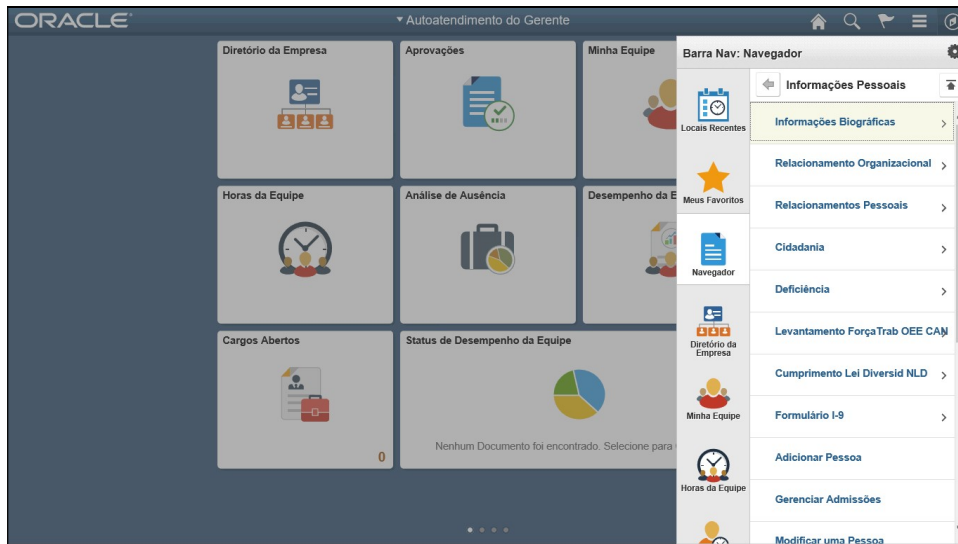 ORACLE
Autoatendimento do Gerente
Diretório da Empresa
Aprovações
Minha Equipe
Horas da Equipe
Análise de Ausência
Desempenho da E
Cargos Abertos
0
Status de Desempenho da Equipe
Nenhum Documento foi encontrado. Selecione para
Barra Nav: Navegador
Locais Recentes
Meus Favoritos
Navegador
Diretório da
Empresa
Minha Equipe
Horas da Equipe
Informações Pessoais
Informações Biográficas
Relacionamento Organizacional
Relacionamentos Pessoais
Cidadania
Deficiência
Levantamento ForçaTrab OEE CAN
Cumprimento Lei Diversid NLD
Formulário I-9
Adicionar Pessoa
Gerenciar Admissões
Modificar uma Pessoa